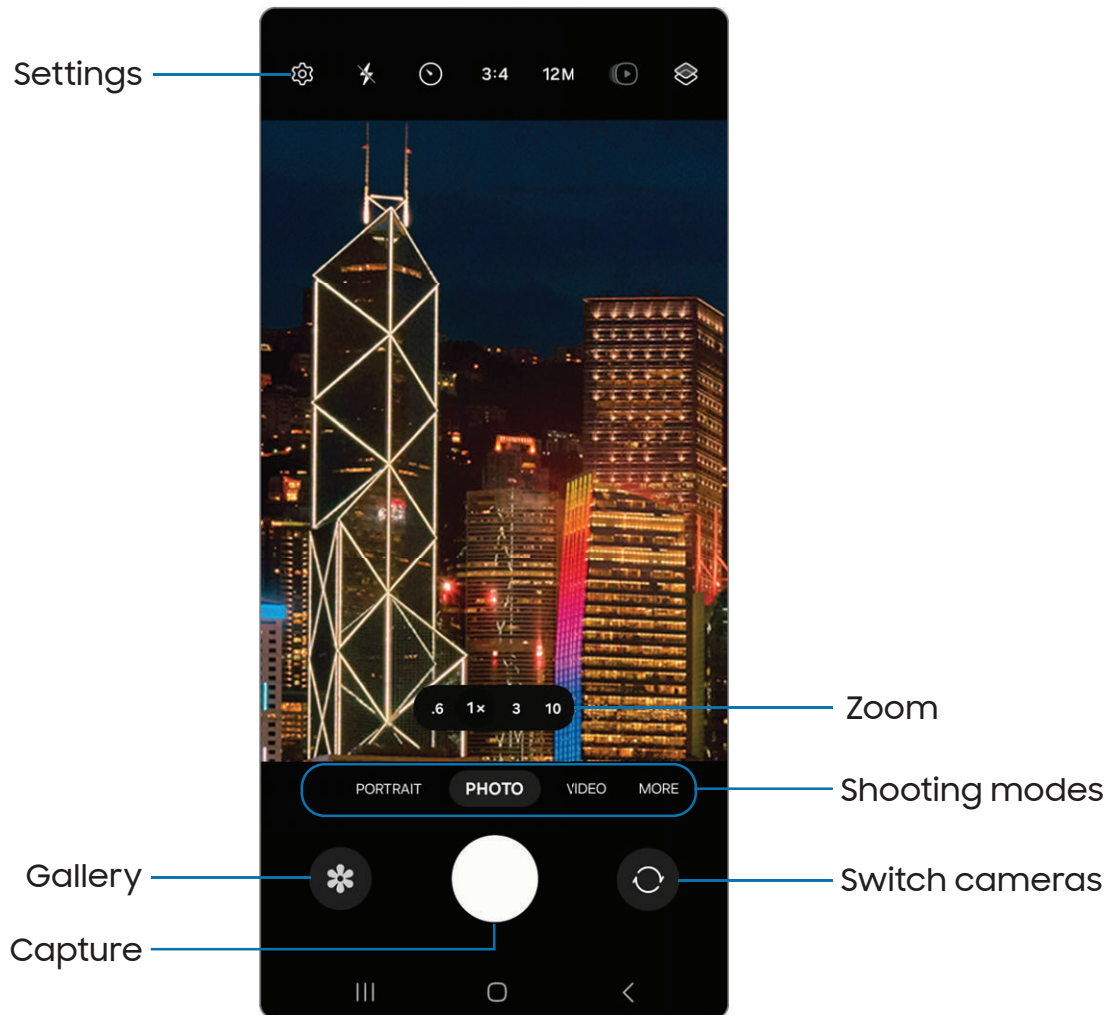 Settings
3:4
12M
.6 1× 3 10
Zoom
PORTRAIT PHOTO VIDEO MORE
Shooting modes
Gallery
Switch cameras
Capture